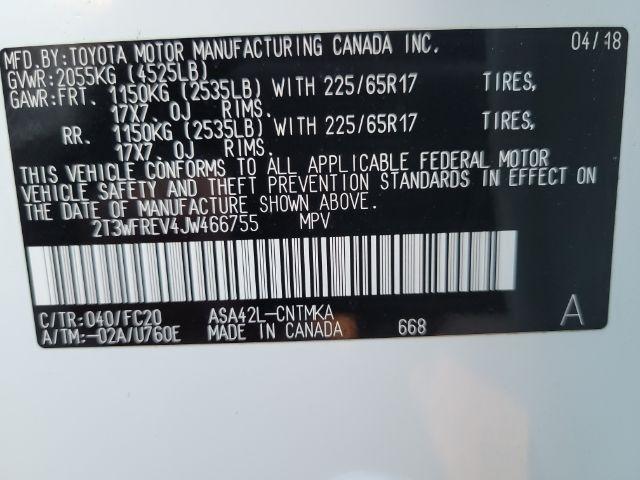 MFD.BY:TOYOTA MOTOR MANUFACTURING CANADA INC. 04/18
GVWR:2055KG (4525LB)
GAWR:FRT. 1150KG (2535LB) WITH 225/65R17 TIRES,
17X7.0J RIMS.
RR. 1150KG (2535LB) WITH 225/65R17 TIRES,
17X7.0J RIMS.
THIS VEHICLE CONFORMS TO ALL APPLICABLE FEDERAL MOTOR
VEHICLE SAFETY AND THEFT PREVENTION STANDARDS IN EFFECT ON
THE DATE OF MANUFACTURE SHOWN ABOVE.
2T3WFREV4JW466755 MPV
C/TR:040/FC20 ASA42L-CNTMKA A
A/TM:-02A/U760E MADE IN CANADA 668